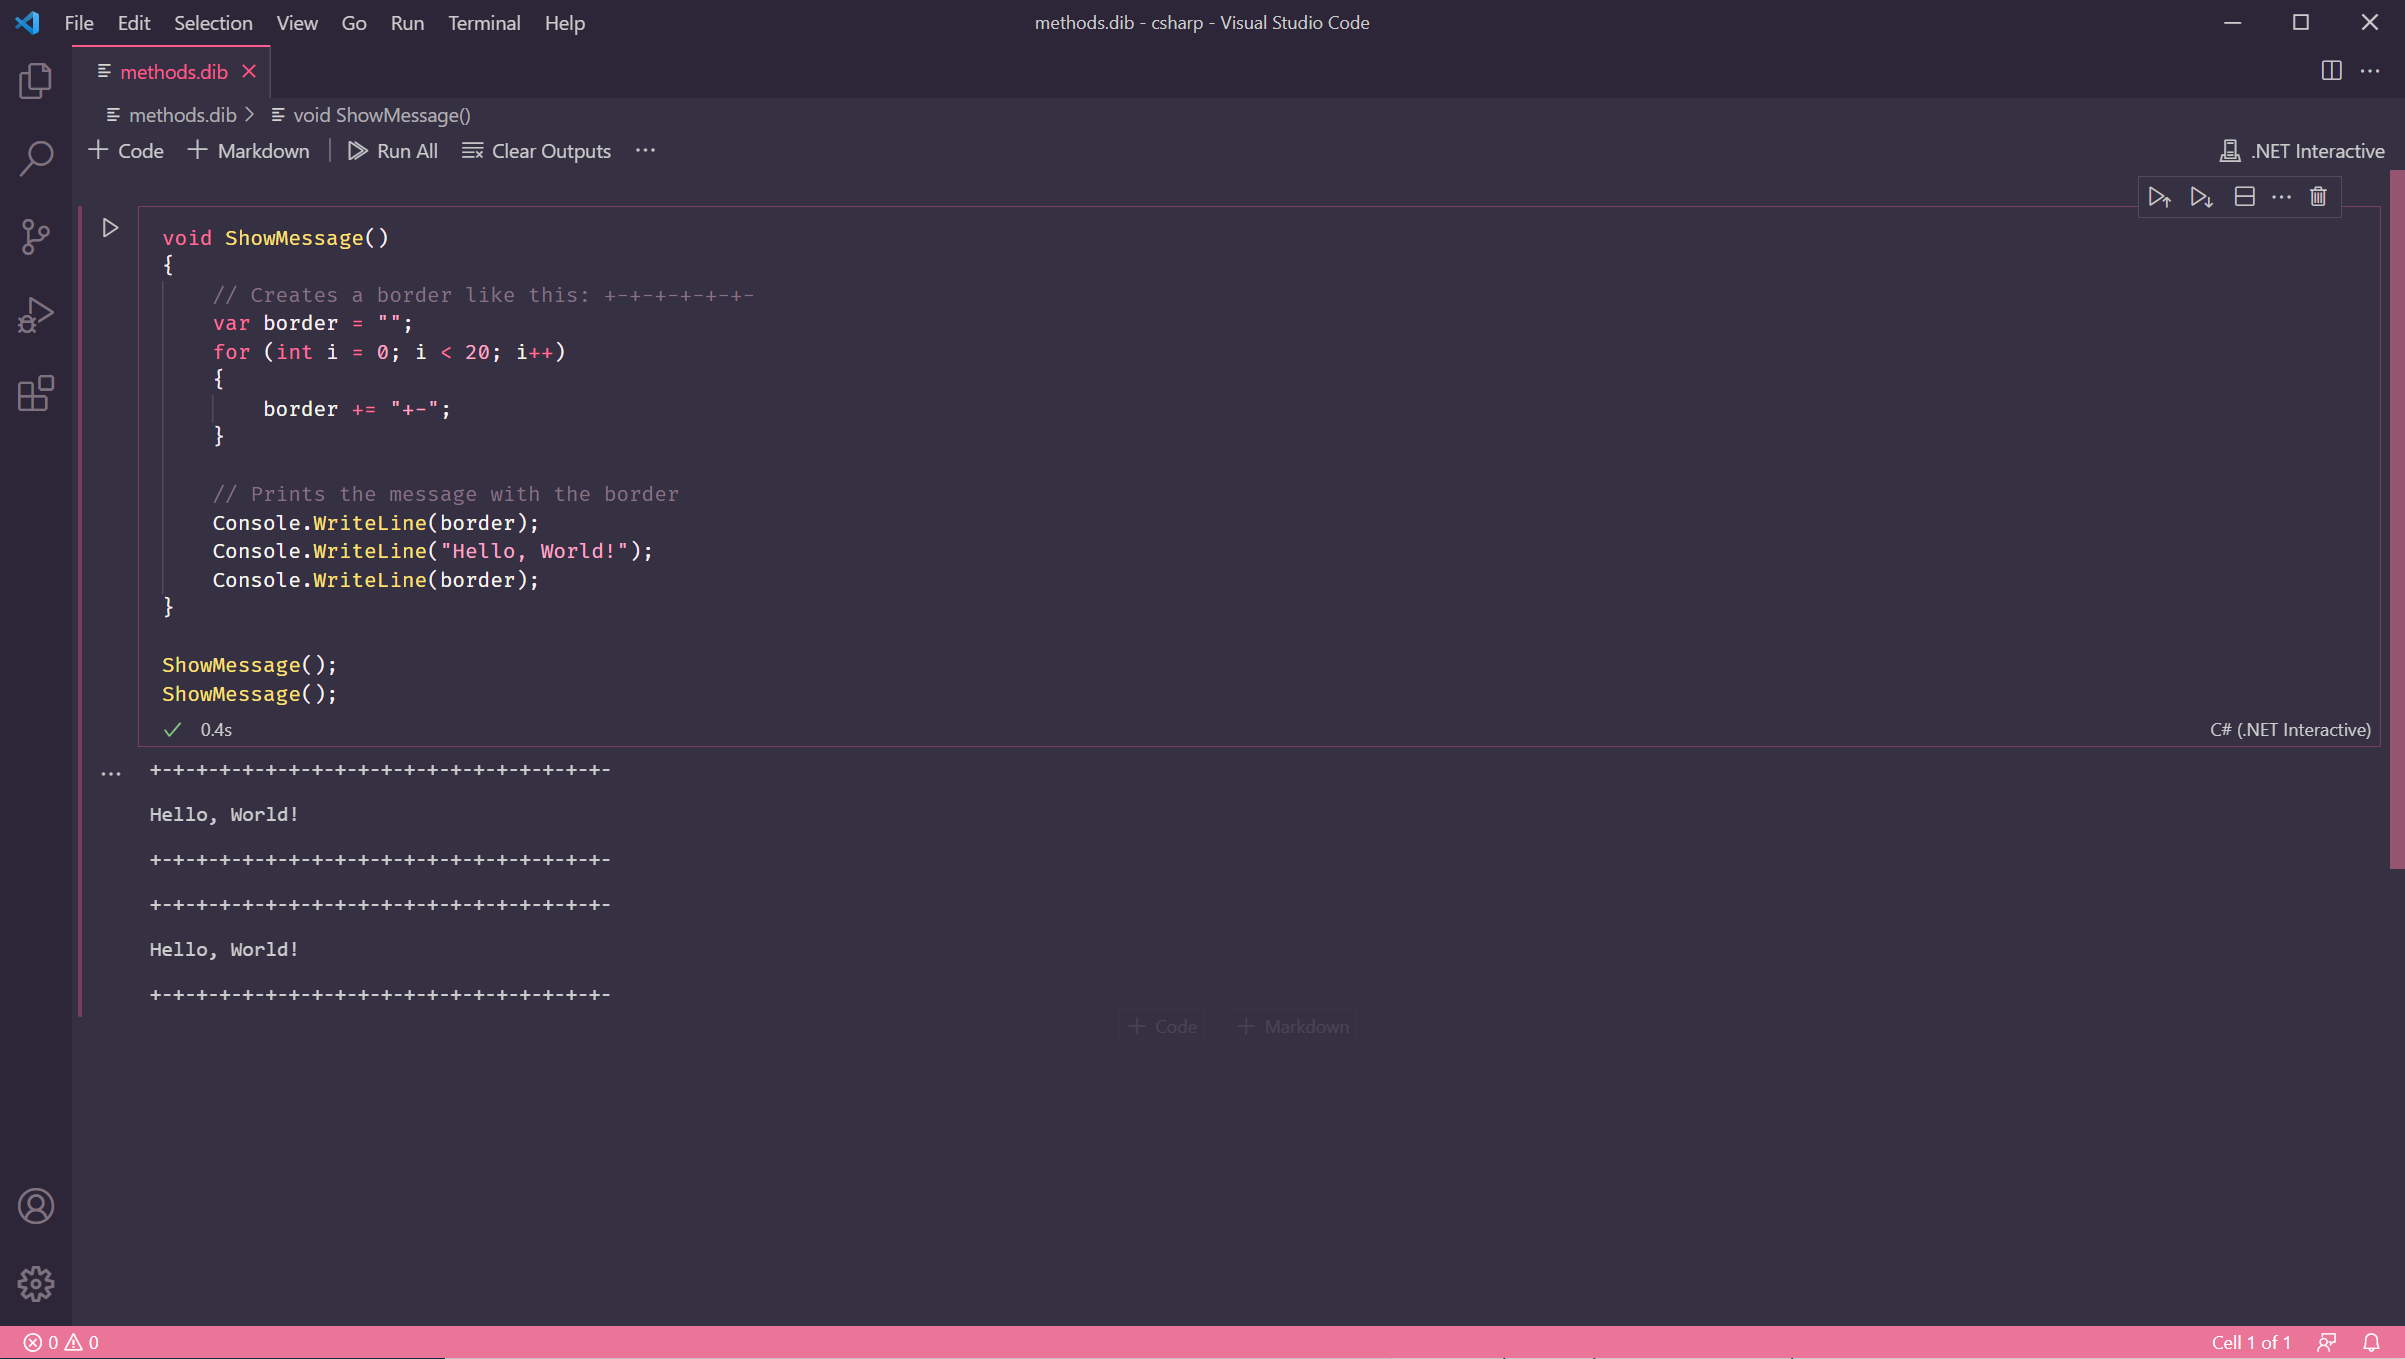 File Edit Selection View Go Run Terminal Help methods.dib - csharp - Visual Studio Code
methods.dib
methods.dib > void ShowMessage()
+ Code + Markdown Run All Clear Outputs ··· .NET Interactive
void ShowMessage()
{
    // Creates a border like this: +-+-+-+-+-+-
    var border = "";
    for (int i = 0; i < 20; i++)
    {
        border += "+-";
    }
    // Prints the message with the border
    Console.WriteLine(border);
    Console.WriteLine("Hello, World!");
    Console.WriteLine(border);
}
ShowMessage();
ShowMessage();
0.4s C# (.NET Interactive)
+-+-+-+-+-+-+-+-+-+-+-+-+-+-+-+-+-+-+-+-
Hello, World!
+-+-+-+-+-+-+-+-+-+-+-+-+-+-+-+-+-+-+-+-
+-+-+-+-+-+-+-+-+-+-+-+-+-+-+-+-+-+-+-+-
Hello, World!
+-+-+-+-+-+-+-+-+-+-+-+-+-+-+-+-+-+-+-+-
+ Code + Markdown
0 0 Cell 1 of 1